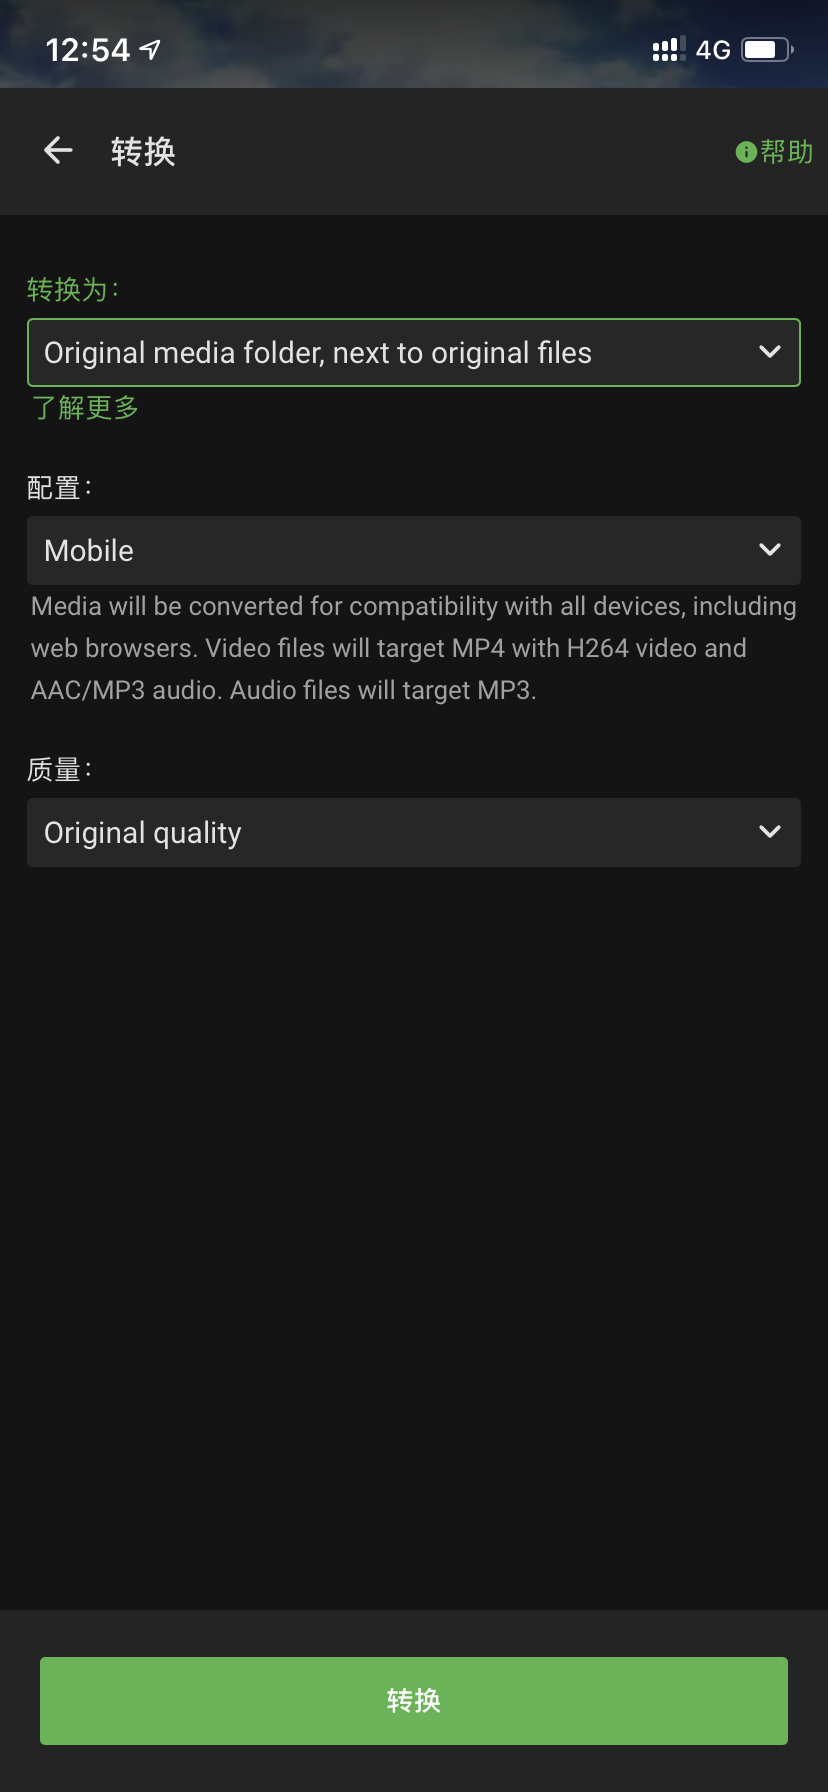 12:54
4G
转换
帮助
转换为：
Original media folder, next to original files
了解更多
配置：
Mobile
Media will be converted for compatibility with all devices, including
web browsers. Video files will target MP4 with H264 video and
AAC/MP3 audio. Audio files will target MP3.
质量：
Original quality
转换